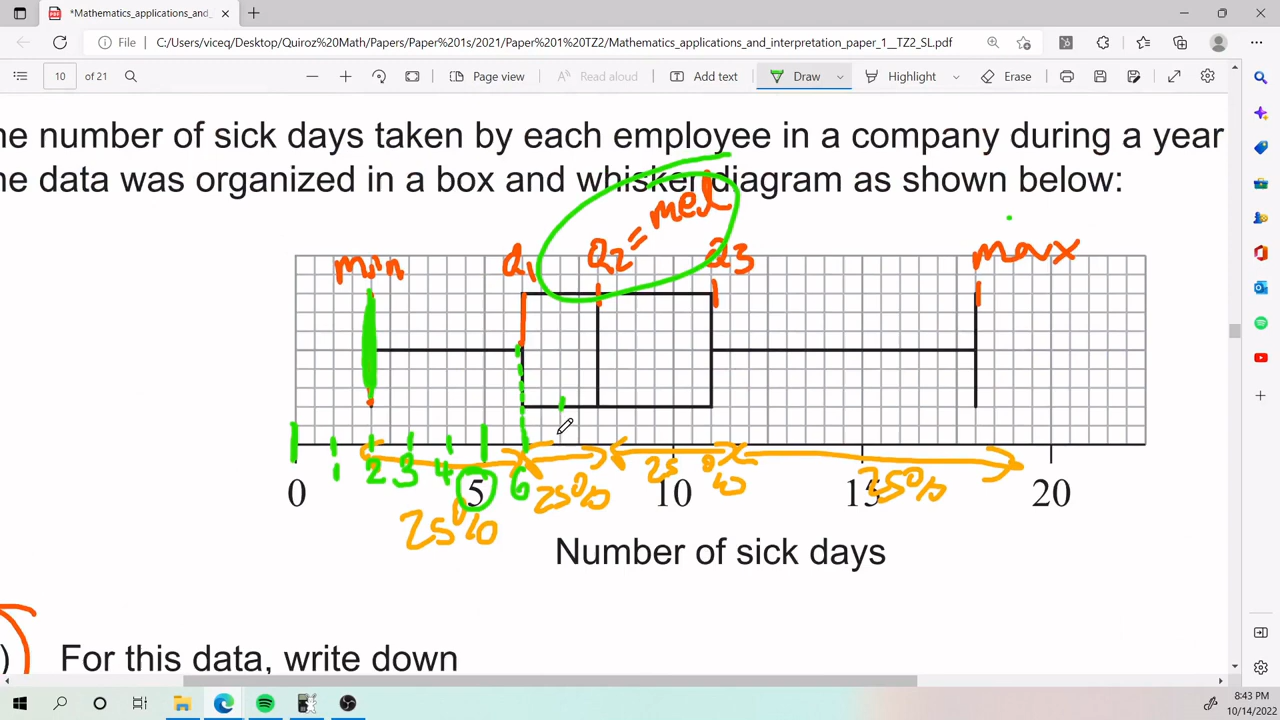 *Mathematics_applications_and_
File C:/Users/viceq/Desktop/Quiroz%20Math/Papers/Paper%201s/2021/Paper%201%20TZ2/Mathematics_applications_and_interpretation_paper_1__TZ2_SL.pdf
10 of 21 Page view Read aloud Add text Draw Highlight Erase
he number of sick days taken by each employee in a company during a year
he data was organized in a box and whisker diagram as shown below:
min Q1 Q2 = med Q3 max
1 2 3 4 5 6
0 5 10 15 20
25% 25% 25% 25%
Number of sick days
) For this data, write down
8:43 PM
10/14/2022